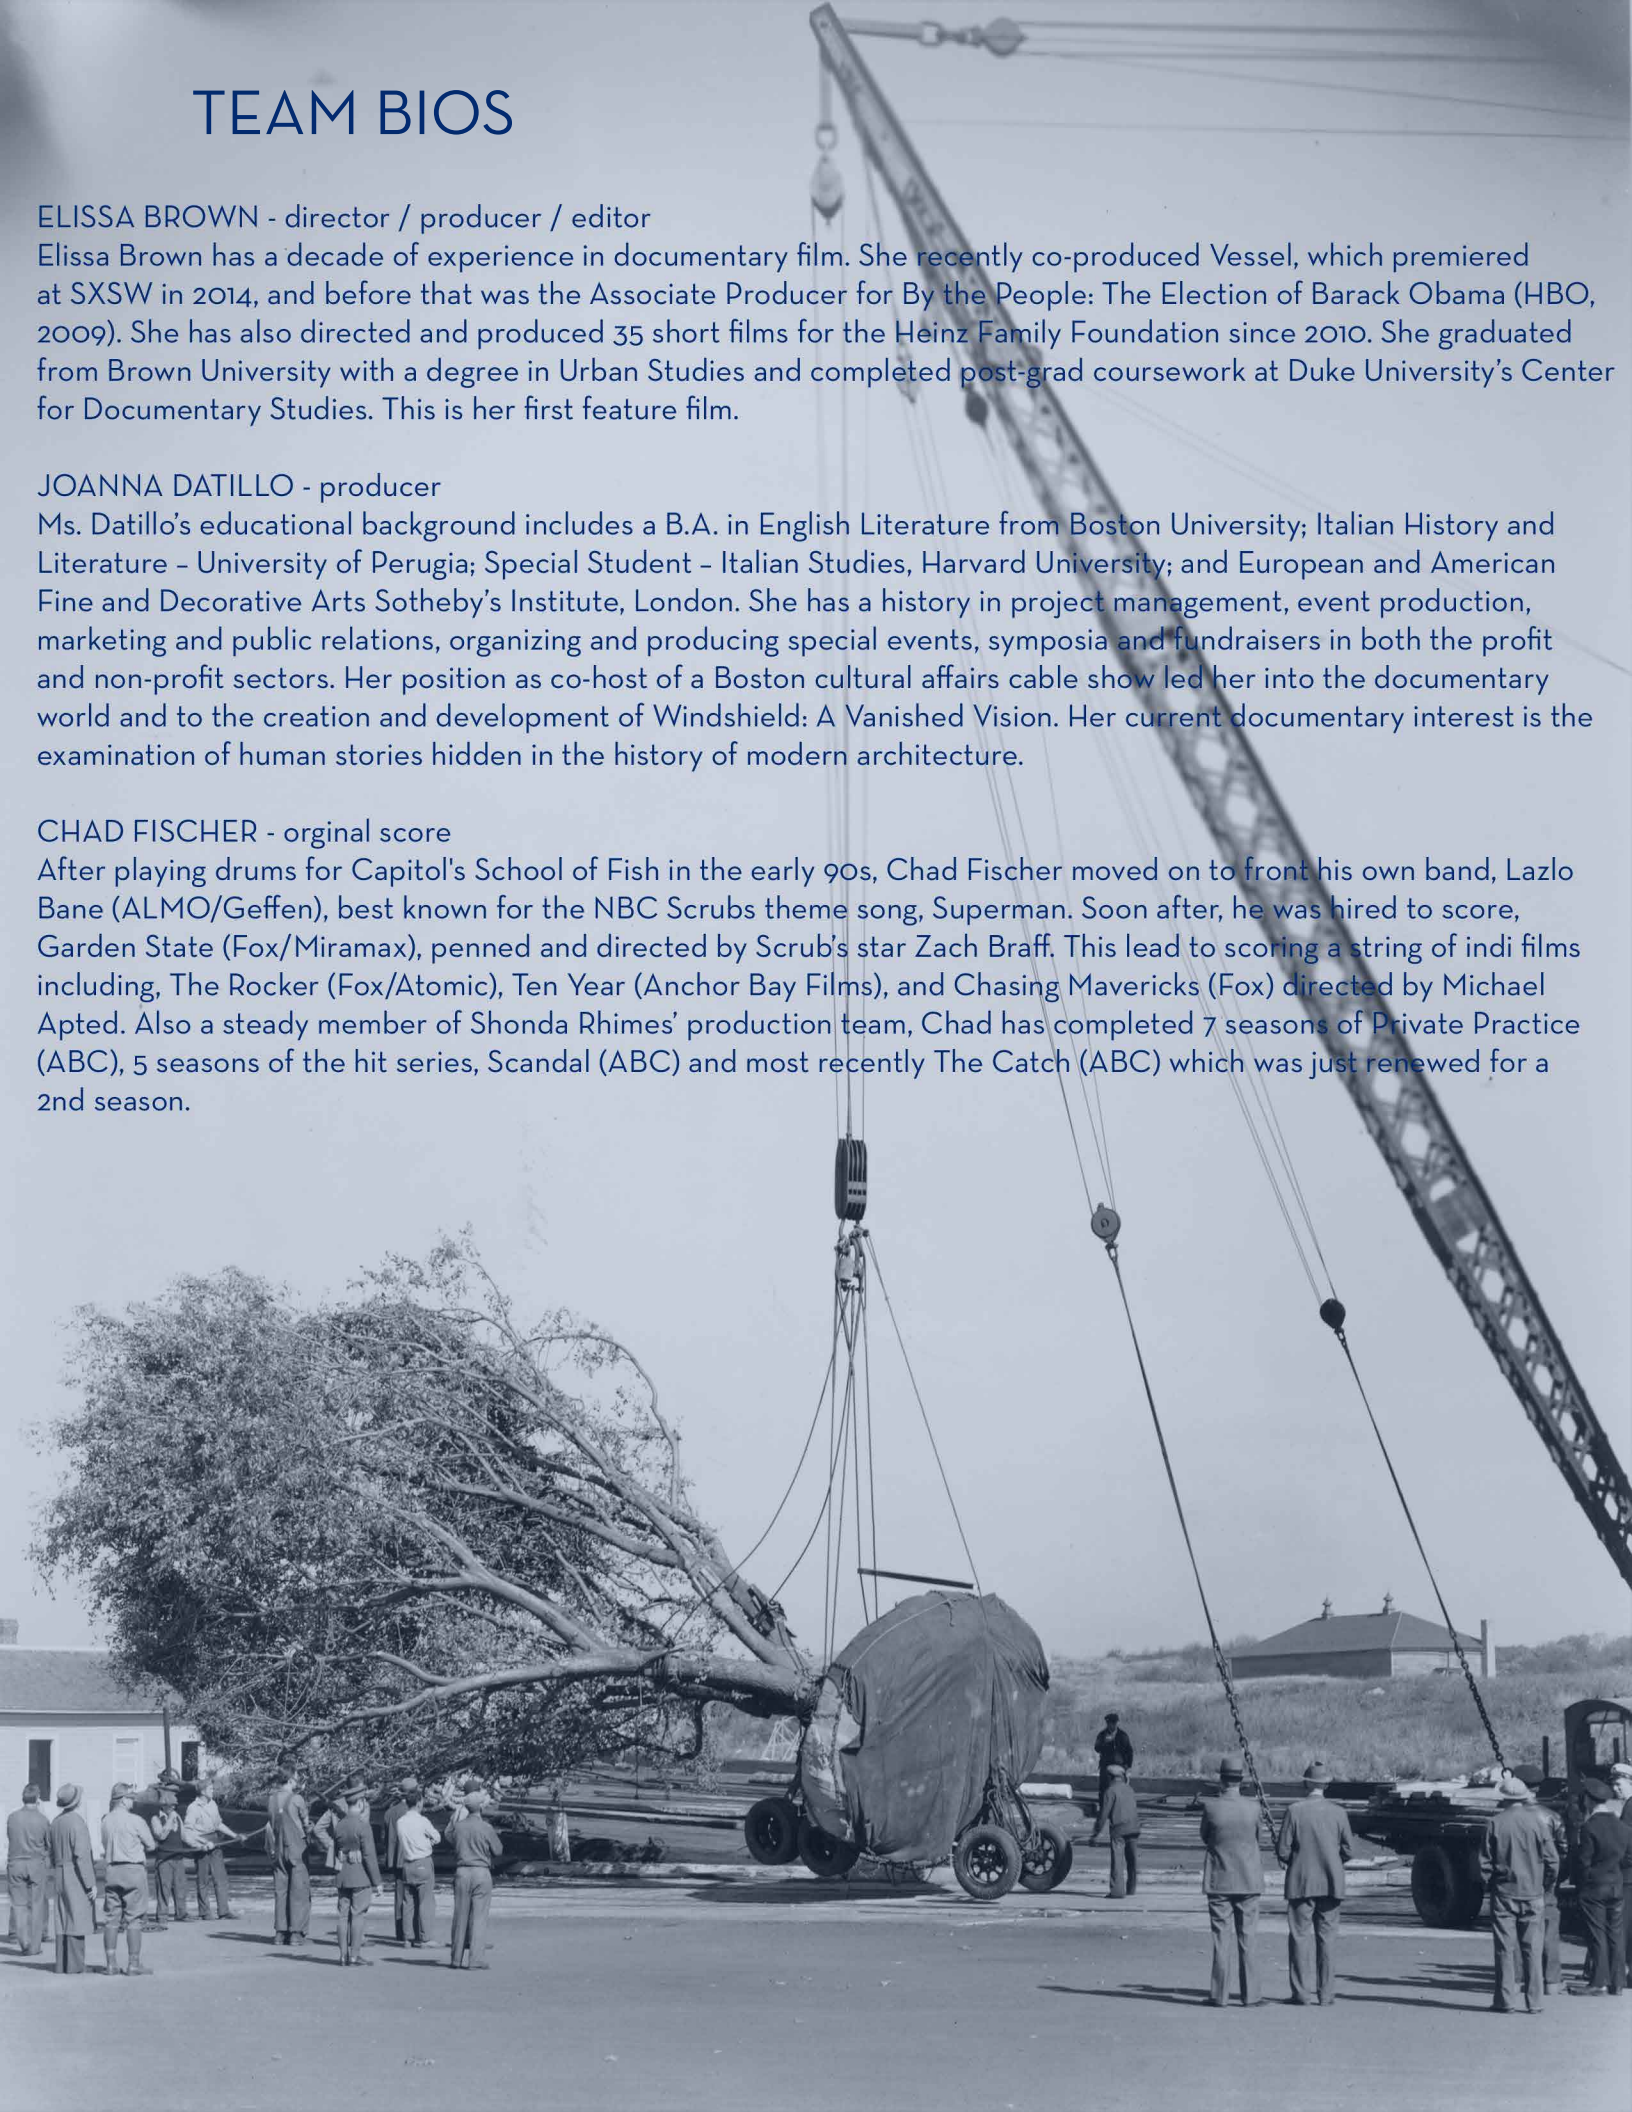 TEAM BIOS
ELISSA BROWN - director / producer / editor
Elissa Brown has a decade of experience in documentary film. She recently co-produced Vessel, which premiered
at SXSW in 2014, and before that was the Associate Producer for By the People: The Election of Barack Obama (HBO,
2009). She has also directed and produced 35 short films for the Heinz Family Foundation since 2010. She graduated
from Brown University with a degree in Urban Studies and completed post-grad coursework at Duke University’s Center
for Documentary Studies. This is her first feature film.
JOANNA DATILLO - producer
Ms. Datillo’s educational background includes a B.A. in English Literature from Boston University; Italian History and
Literature – University of Perugia; Special Student – Italian Studies, Harvard University; and European and American
Fine and Decorative Arts Sotheby’s Institute, London. She has a history in project management, event production,
marketing and public relations, organizing and producing special events, symposia and fundraisers in both the profit
and non-profit sectors. Her position as co-host of a Boston cultural affairs cable show led her into the documentary
world and to the creation and development of Windshield: A Vanished Vision. Her current documentary interest is the
examination of human stories hidden in the history of modern architecture.
CHAD FISCHER - orginal score
After playing drums for Capitol's School of Fish in the early 90s, Chad Fischer moved on to front his own band, Lazlo
Bane (ALMO/Geffen), best known for the NBC Scrubs theme song, Superman. Soon after, he was hired to score,
Garden State (Fox/Miramax), penned and directed by Scrub’s star Zach Braff. This lead to scoring a string of indi films
including, The Rocker (Fox/Atomic), Ten Year (Anchor Bay Films), and Chasing Mavericks (Fox) directed by Michael
Apted. Also a steady member of Shonda Rhimes’ production team, Chad has completed 7 seasons of Private Practice
(ABC), 5 seasons of the hit series, Scandal (ABC) and most recently The Catch (ABC) which was just renewed for a
2nd season.